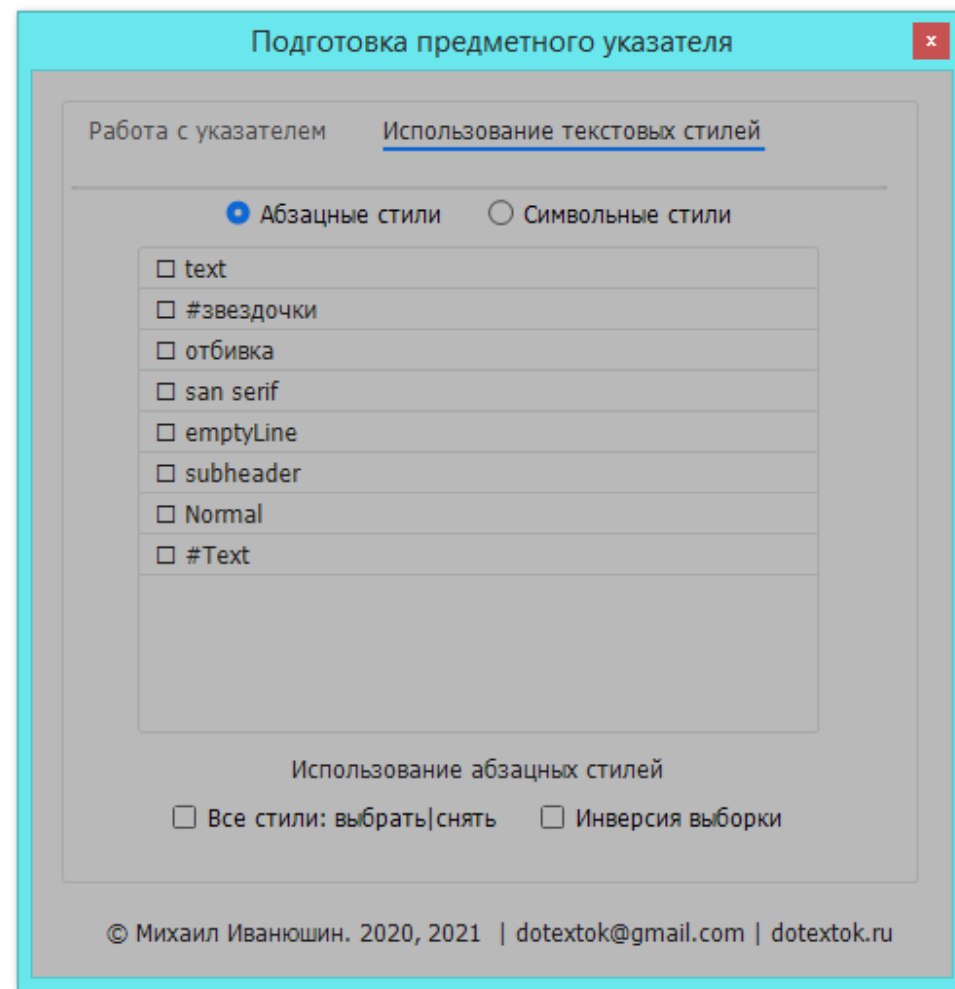 Подготовка предметного указателя x
Работа с указателем Использование текстовых стилей
Абзацные стили Символьные стили
text
#звездочки
отбивка
san serif
emptyLine
subheader
Normal
#Text
Использование абзацных стилей
Все стили: выбрать|снять Инверсия выборки
© Михаил Иванюшин. 2020, 2021 | dotextok@gmail.com | dotextok.ru